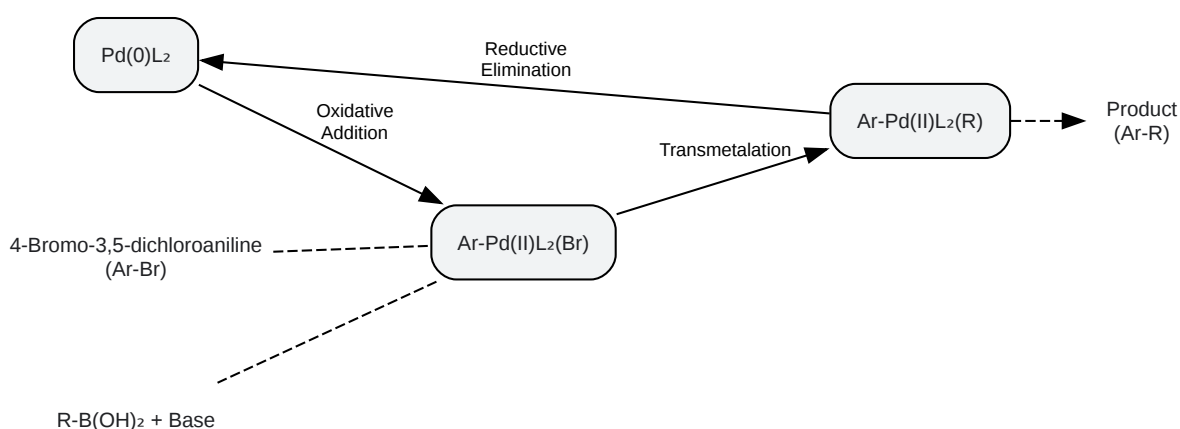 Pd(0)L₂
Reductive
Elimination
Oxidative
Addition
Ar-Pd(II)L₂(R)
Product
(Ar-R)
Transmetalation
4-Bromo-3,5-dichloroaniline
(Ar-Br)
Ar-Pd(II)L₂(Br)
R-B(OH)₂ + Base